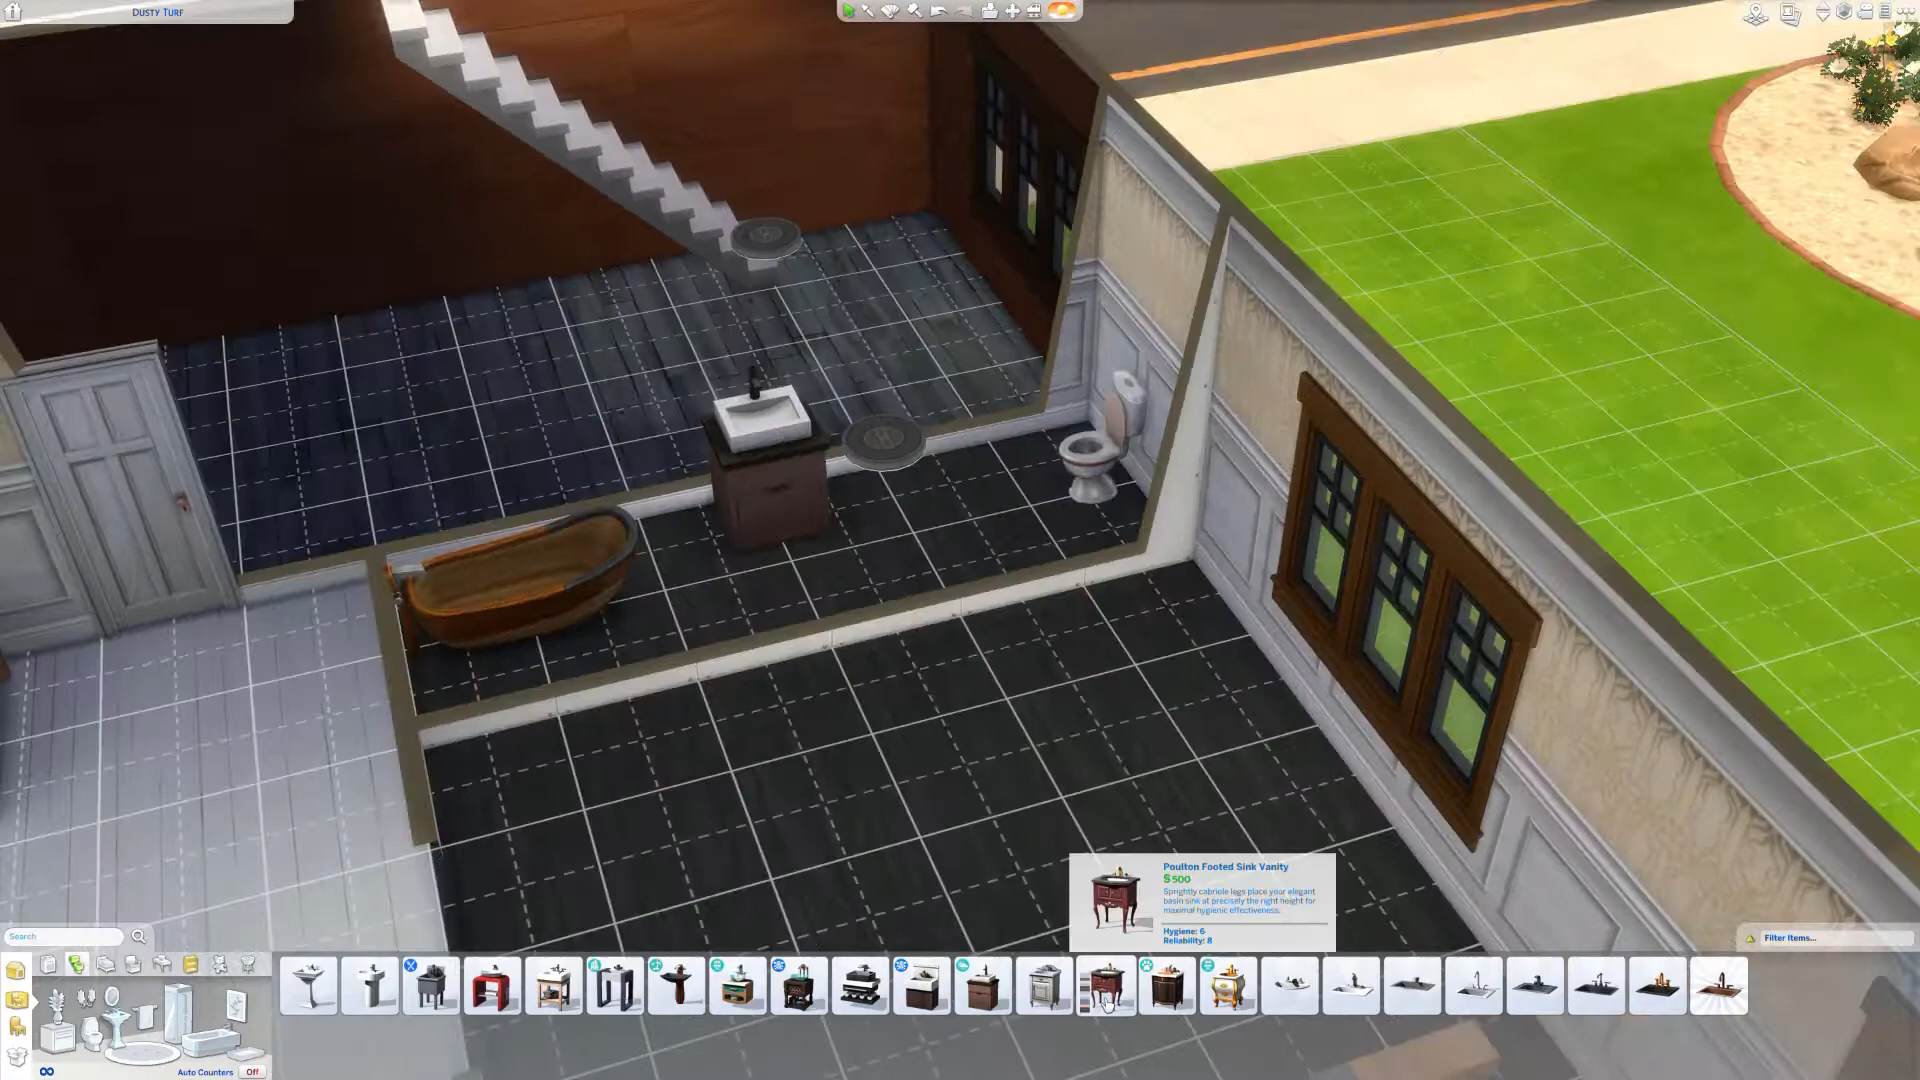 DUSTY TURF
Poulton Footed Sink Vanity
§500
Sprightly cabriole legs place your elegant
basin sink at precisely the right height for
maximal hygienic effectiveness.
Hygiene: 6
Reliability: 8
Search
Filter Items...
Auto Counters Off